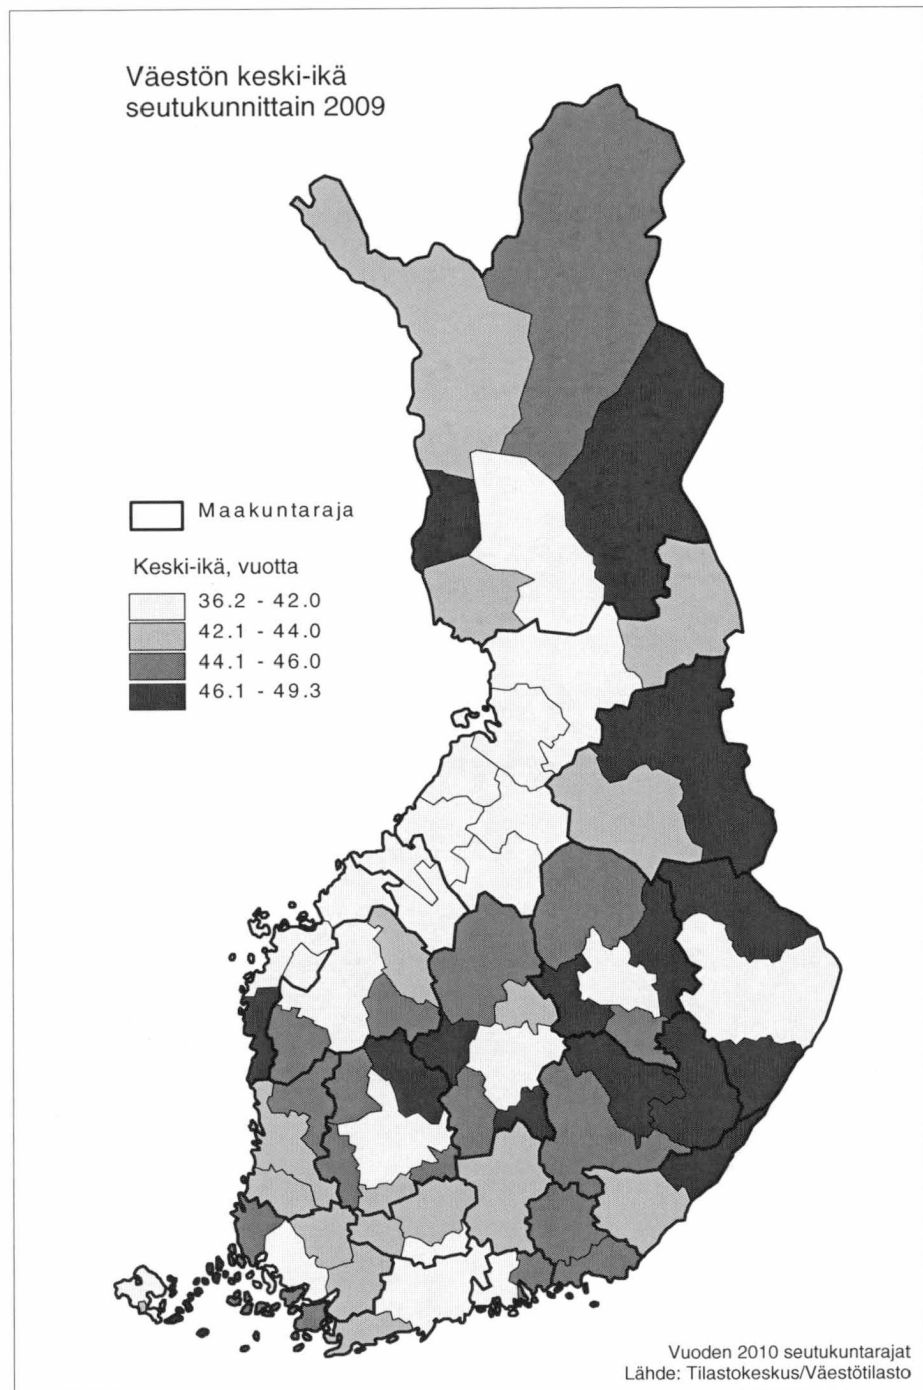 Väestön keski-ikä
seutukunnittain 2009
Maakuntaraja
Keski-ikä, vuotta
36.2 - 42.0
42.1 - 44.0
44.1 - 46.0
46.1 - 49.3
Vuoden 2010 seutukuntarajat
Lähde: Tilastokeskus/Väestötilasto